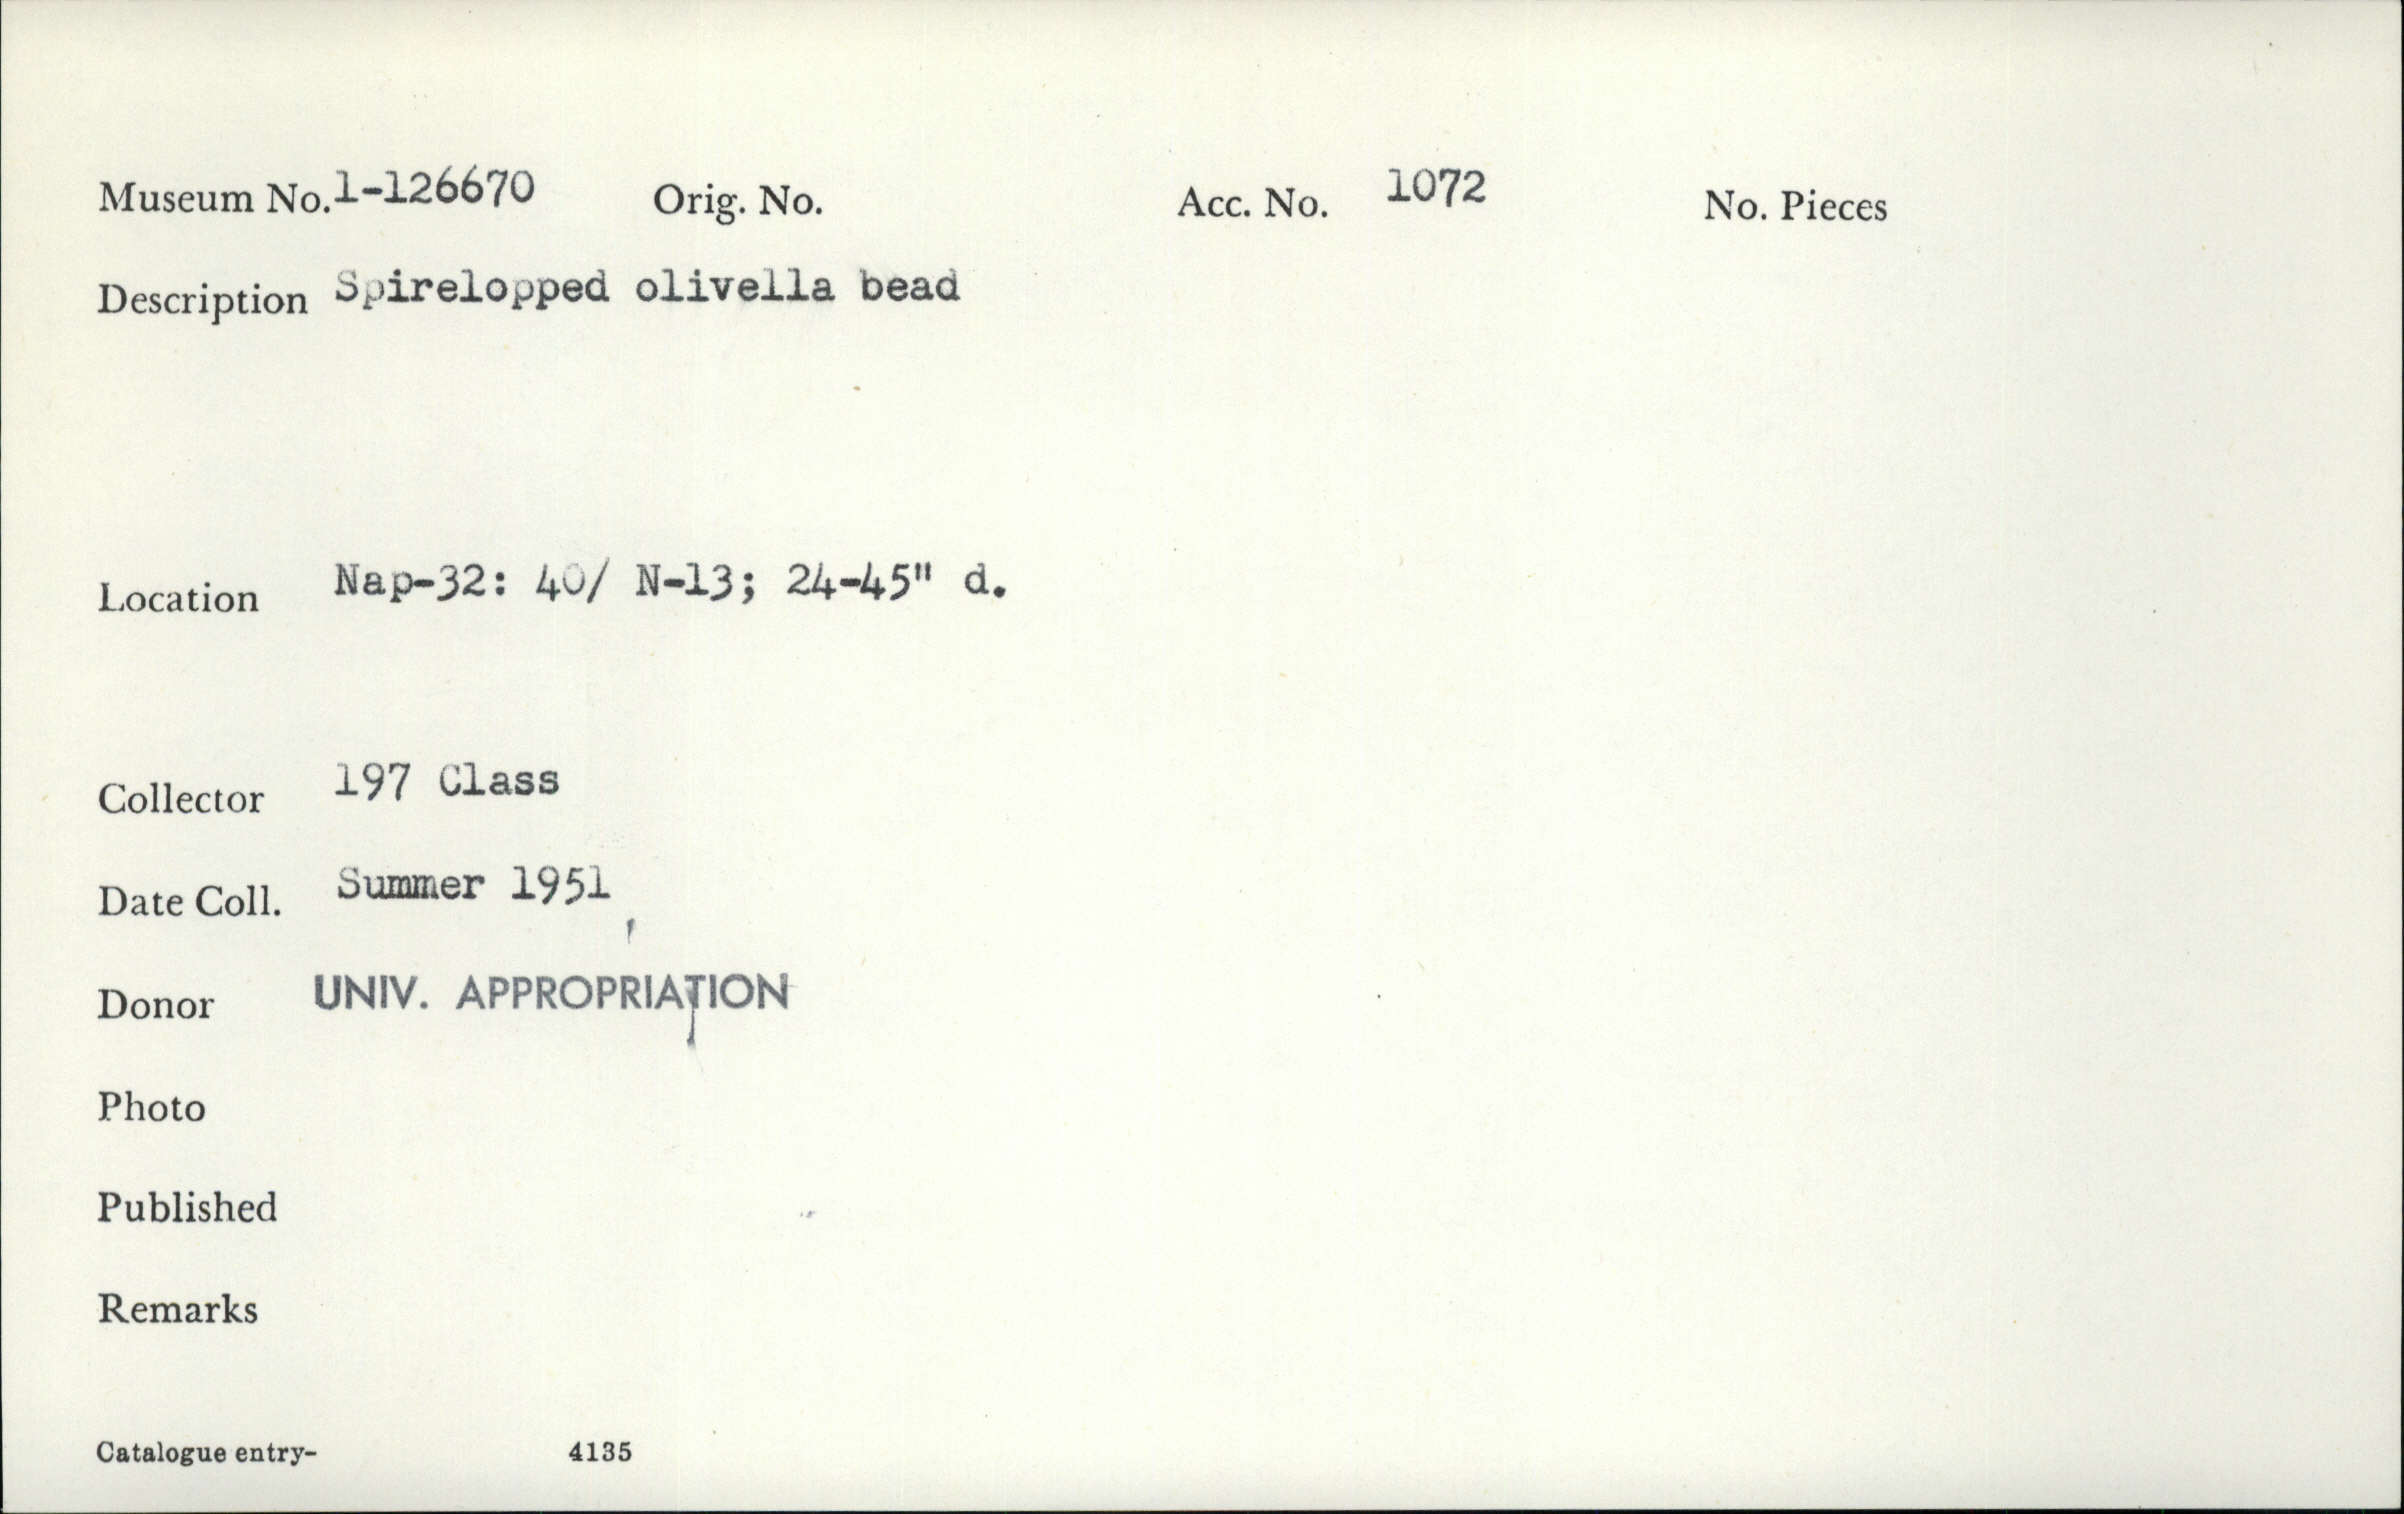 Museum No. 1-126670 Orig. No. Acc. No. 1072 No. Pieces
Description Spirelopped olivella bead
Location Nap-32: 40/ N-13; 24-45" d.
Collector 197 Class
Date Coll. Summer 1951
Donor UNIV. APPROPRIATION
Photo
Published
Remarks
Catalogue entry- 4135